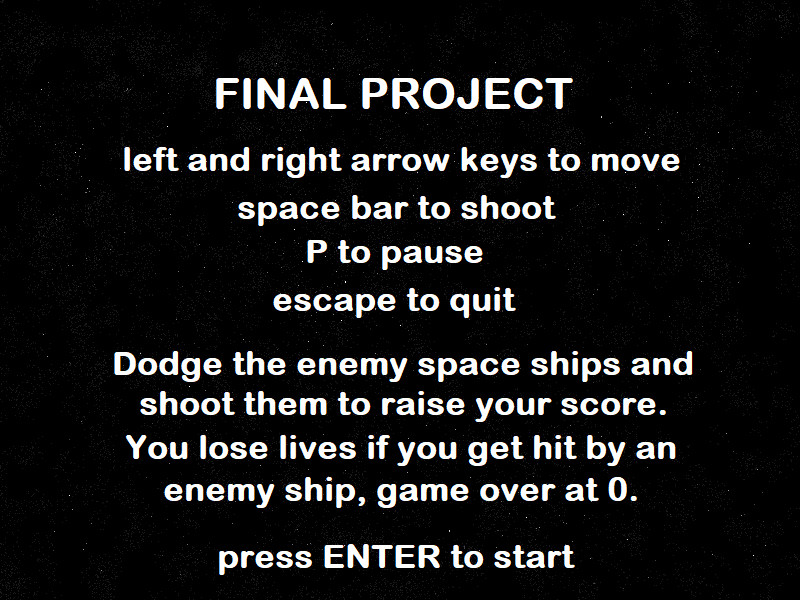 FINAL PROJECT
left and right arrow keys to move
space bar to shoot
P to pause
escape to quit
Dodge the enemy space ships and
shoot them to raise your score.
You lose lives if you get hit by an
enemy ship, game over at 0.
press ENTER to start